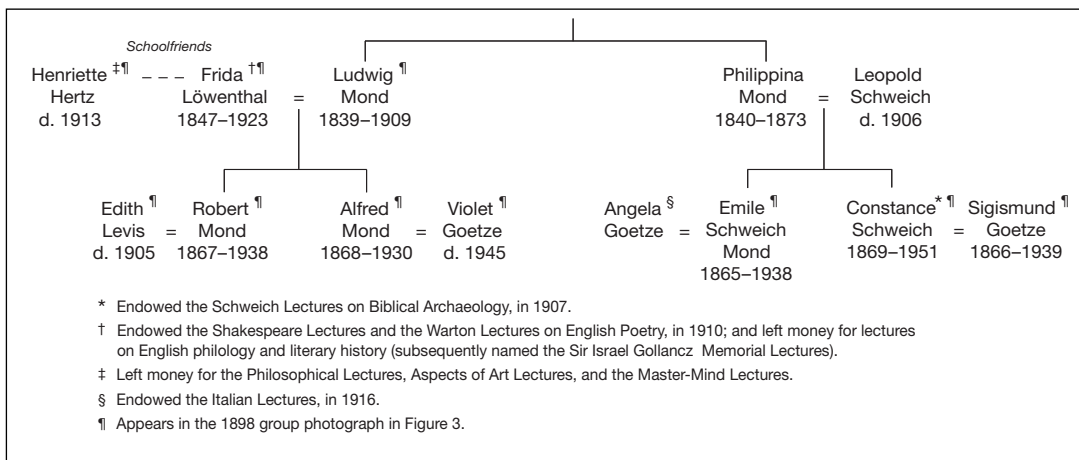 Schoolfriends
Henriette ‡¶ – – – Frida †¶ Ludwig ¶ Philippina Leopold
Hertz Löwenthal = Mond Mond = Schweich
d. 1913 1847–1923 1839–1909 1840–1873 d. 1906
Edith ¶ Robert ¶ Alfred ¶ Violet ¶ Angela § Emile ¶ Constance* ¶ Sigismund ¶
Levis = Mond Mond = Goetze Goetze = Schweich Schweich = Goetze
d. 1905 1867–1938 1868–1930 d. 1945 Mond 1869–1951 1866–1939
1865–1938
* Endowed the Schweich Lectures on Biblical Archaeology, in 1907.
† Endowed the Shakespeare Lectures and the Warton Lectures on English Poetry, in 1910; and left money for lectures
on English philology and literary history (subsequently named the Sir Israel Gollancz Memorial Lectures).
‡ Left money for the Philosophical Lectures, Aspects of Art Lectures, and the Master-Mind Lectures.
§ Endowed the Italian Lectures, in 1916.
¶ Appears in the 1898 group photograph in Figure 3.